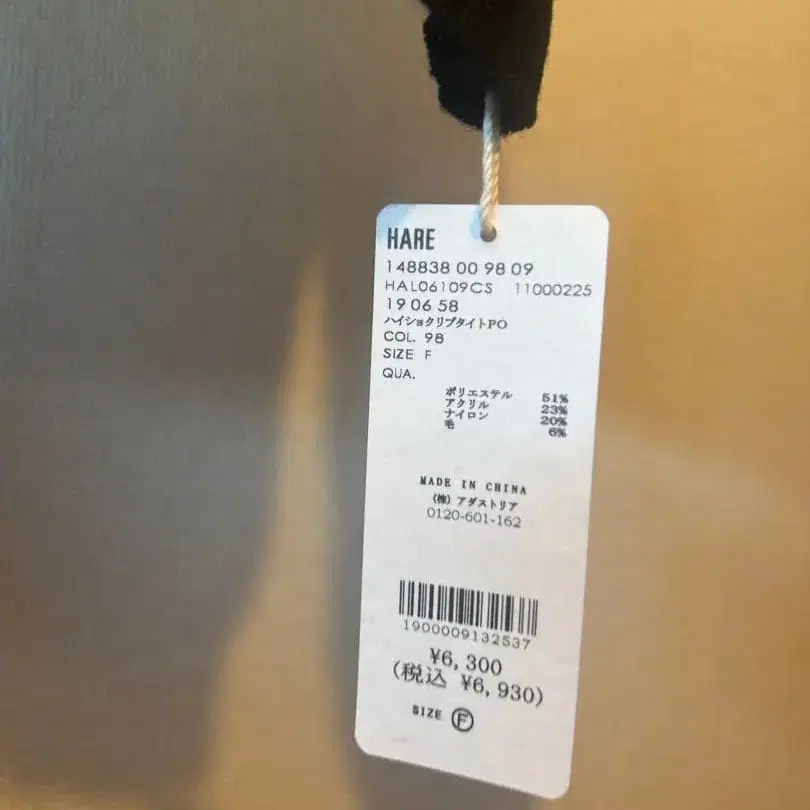 HARE
148838 00 98 09
HAL06109CS 11000225
19 06 58
ハイショクリブタイトPO
COL. 98
SIZE F
QUA.
ポリエステル 51%
アクリル 23%
ナイロン 20%
毛 6%
MADE IN CHINA
(株) アダストリア
0120-601-162
1900009132537
¥6,300
(税込 ¥6,930)
SIZE F